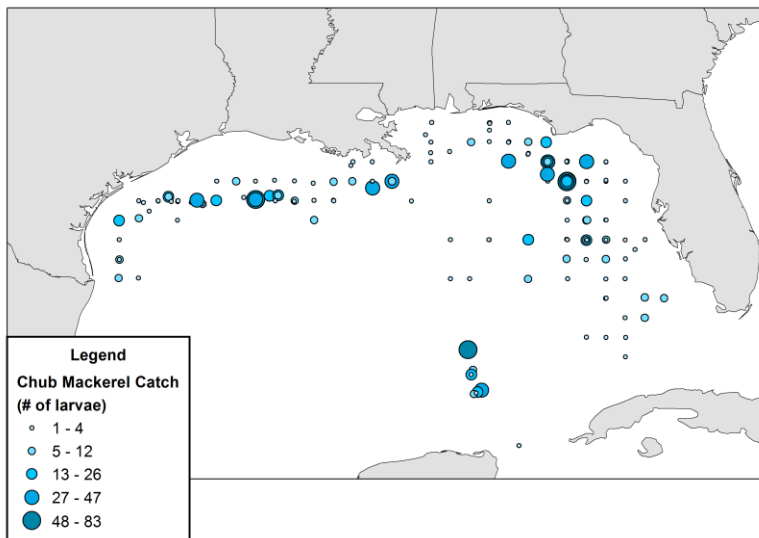 Legend
Chub Mackerel Catch
(# of larvae)
1 - 4
5 - 12
13 - 26
27 - 47
48 - 83